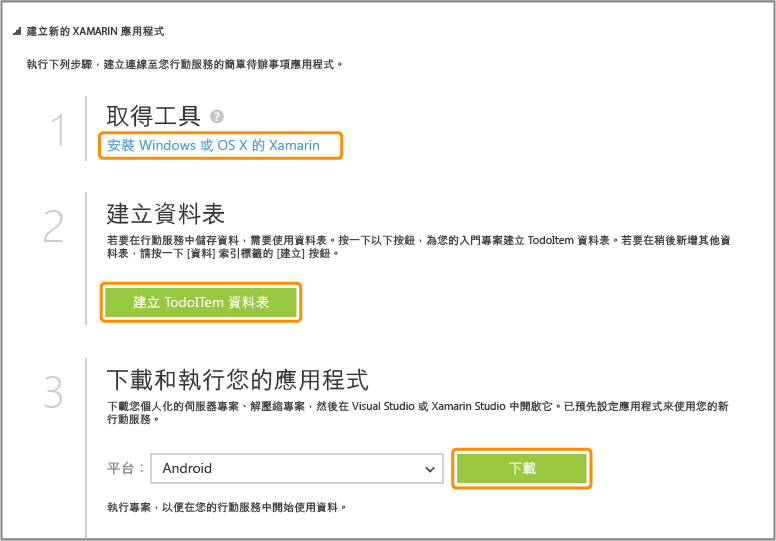 建立新的 XAMARIN 應用程式
執行下列步驟，建立連線至您行動服務的簡單待辦事項應用程式。
1
取得工具 ?
安裝 Windows 或 OS X 的 Xamarin
2
建立資料表
若要在行動服務中儲存資料，需要使用資料表。按一下以下按鈕，為您的入門專案建立 TodoItem 資料表。若要在稍後新增其他資
料表，請按一下 [資料] 索引標籤的 [建立] 按鈕。
建立 TodoITem 資料表
3
下載和執行您的應用程式
下載您個人化的伺服器專案、解壓縮專案，然後在 Visual Studio 或 Xamarin Studio 中開啟它。已預先設定應用程式來使用您的新
行動服務。
平台： Android 下載
執行專案，以便在您的行動服務中開始使用資料。